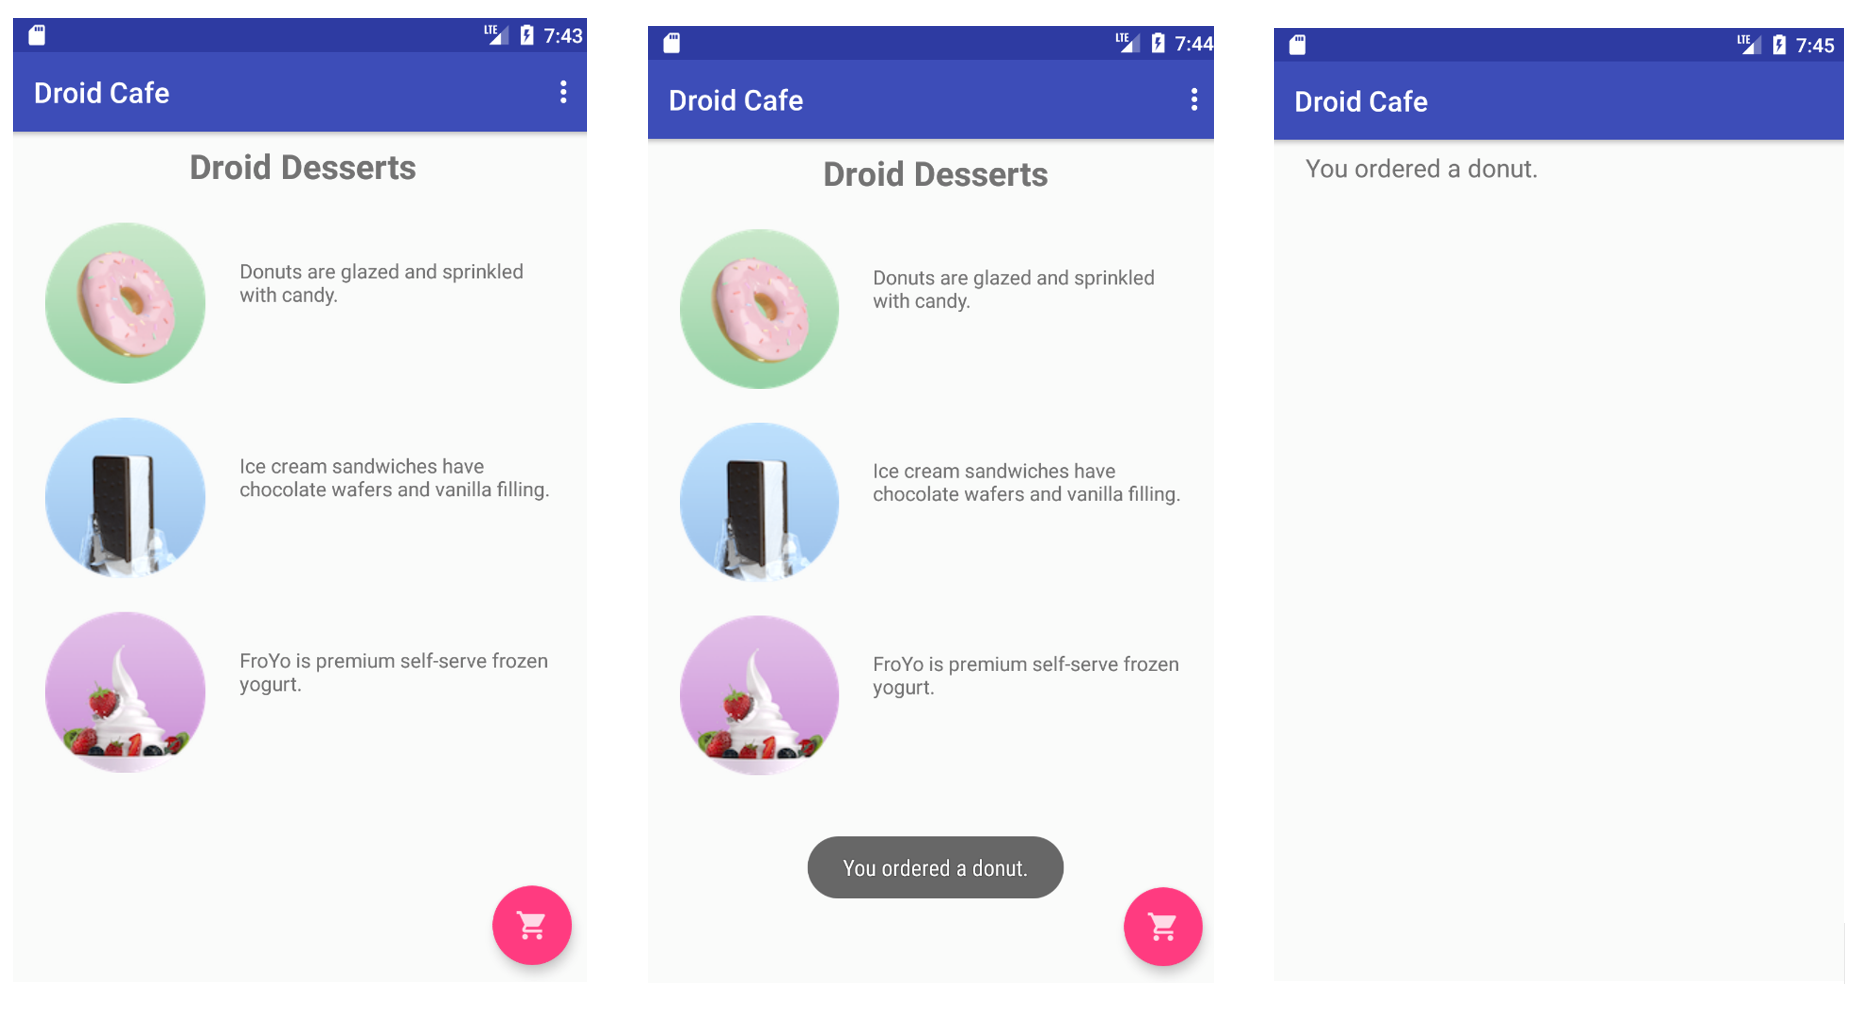 LTE 7:43
Droid Cafe
Droid Desserts
Donuts are glazed and sprinkled
with candy.
Ice cream sandwiches have
chocolate wafers and vanilla filling.
FroYo is premium self-serve frozen
yogurt.
LTE 7:44
Droid Cafe
Droid Desserts
Donuts are glazed and sprinkled
with candy.
Ice cream sandwiches have
chocolate wafers and vanilla filling.
FroYo is premium self-serve frozen
yogurt.
You ordered a donut.
LTE 7:45
Droid Cafe
You ordered a donut.